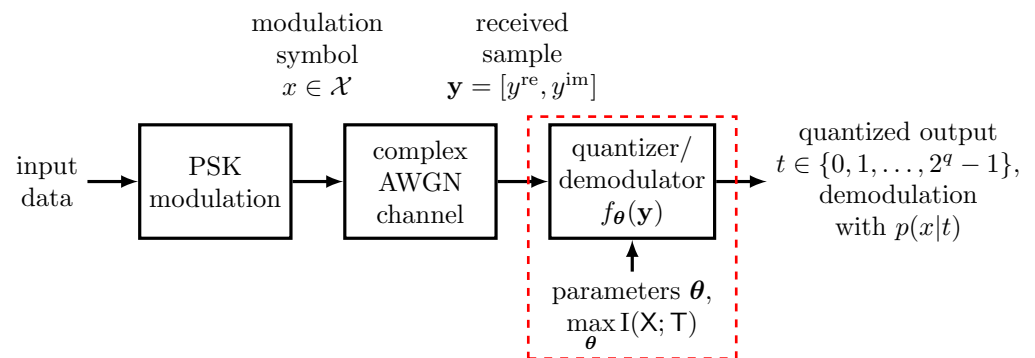 modulation
symbol
x ∈ 𝒳
received
sample
𝐲 = [y^re, y^im]
input
data
PSK
modulation
complex
AWGN
channel
quantizer/
demodulator
f_𝛉(𝐲)
quantized output
t ∈ {0, 1, . . . , 2^q − 1},
demodulation
with p(x|t)
parameters 𝛉,
max I(X; T)
𝛉